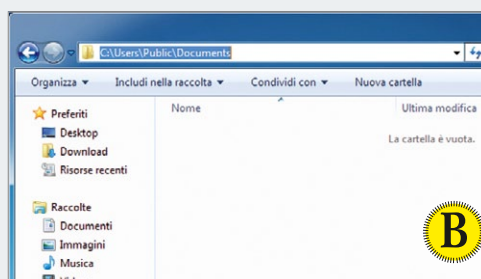 C:\Users\Public\Documents
Organizza Includi nella raccolta Condividi con Nuova cartella
Preferiti
Desktop
Download
Risorse recenti
Raccolte
Documenti
Immagini
Musica
Nome Ultima modifica
La cartella è vuota.
B